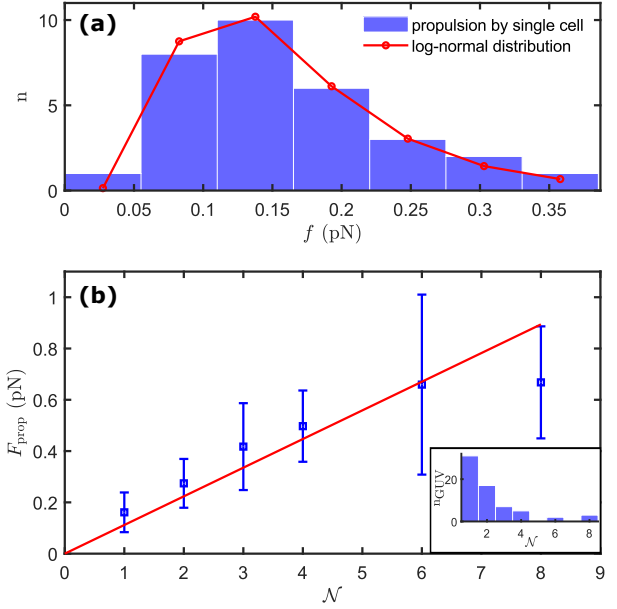 (a)
propulsion by single cell
log-normal distribution
n
10
5
0
0 0.05 0.1 0.15 0.2 0.25 0.3 0.35
f (pN)
(b)
F_prop (pN)
1
0.8
0.6
0.4
0.2
0
0 1 2 3 4 5 6 7 8 9
𝒩
n_GUV
20
0
2 4 6 8
𝒩